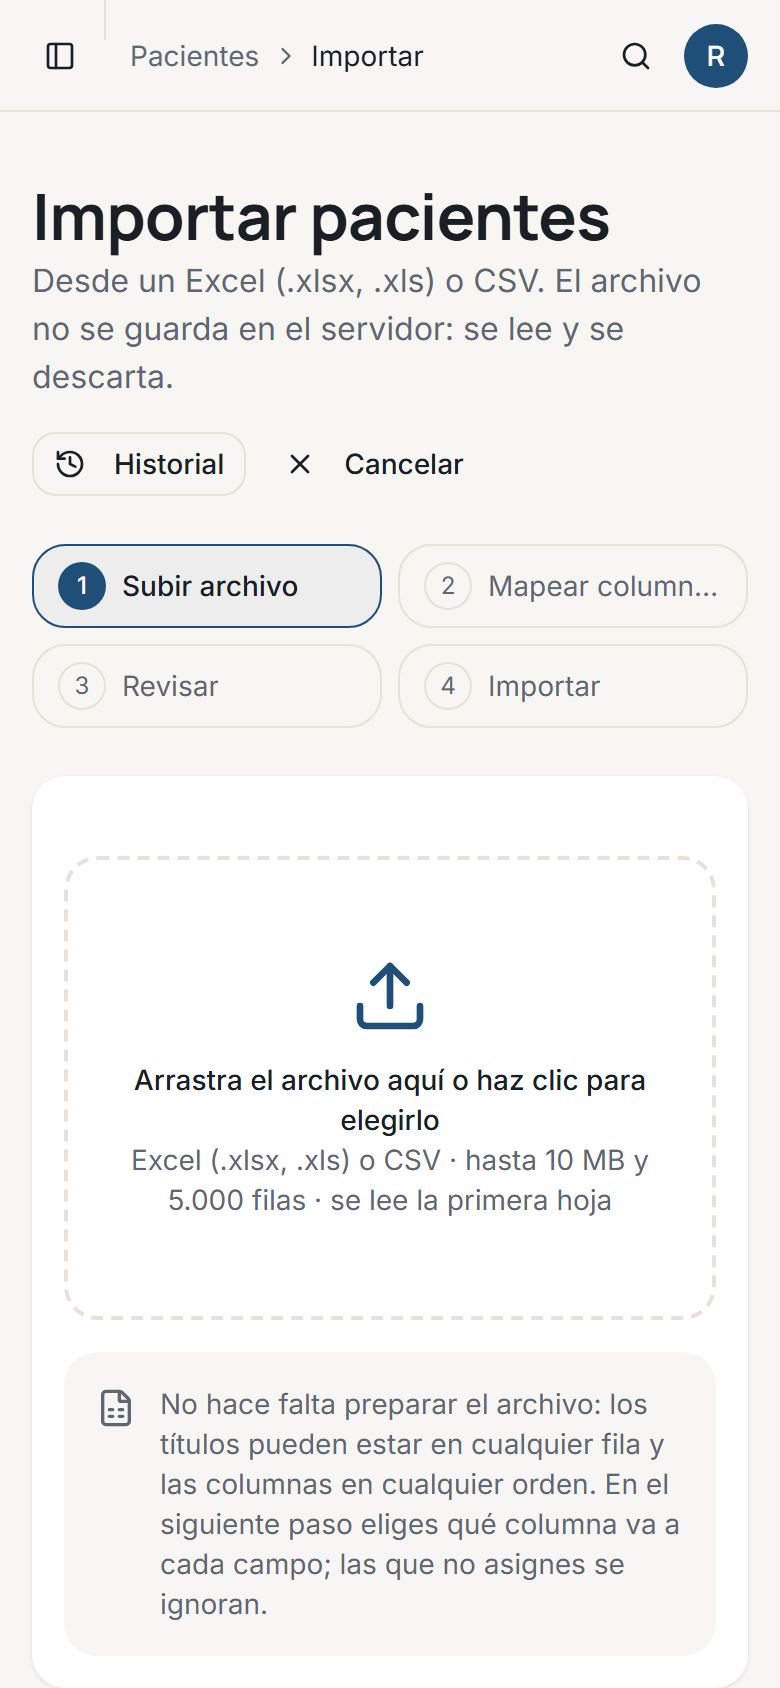 Pacientes > Importar
R
Importar pacientes
Desde un Excel (.xlsx, .xls) o CSV. El archivo
no se guarda en el servidor: se lee y se
descarta.
Historial
Cancelar
1 Subir archivo
2 Mapear column...
3 Revisar
4 Importar
Arrastra el archivo aquí o haz clic para
elegirlo
Excel (.xlsx, .xls) o CSV · hasta 10 MB y
5.000 filas · se lee la primera hoja
No hace falta preparar el archivo: los
títulos pueden estar en cualquier fila y
las columnas en cualquier orden. En el
siguiente paso eliges qué columna va a
cada campo; las que no asignes se
ignoran.